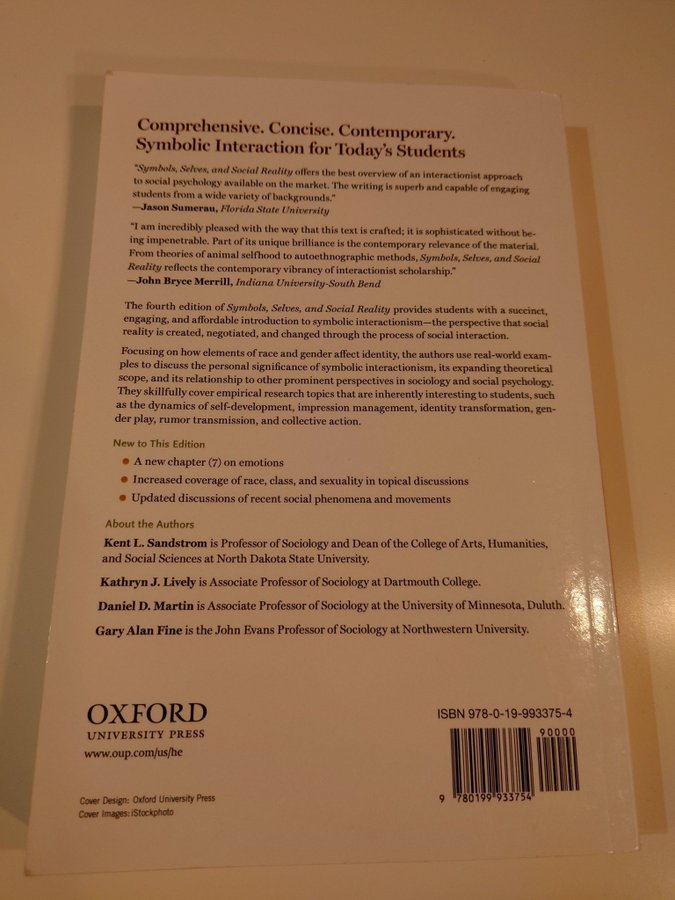 Comprehensive. Concise. Contemporary.
Symbolic Interaction for Today's Students
"Symbols, Selves, and Social Reality offers the best overview of an interactionist approach
to social psychology available on the market. The writing is superb and capable of engaging
students from a wide variety of backgrounds."
—Jason Sumerau, Florida State University
"I am incredibly pleased with the way that this text is crafted; it is sophisticated without be-
ing impenetrable. Part of its unique brilliance is the contemporary relevance of the material.
From theories of animal selfhood to autoethnographic methods, Symbols, Selves, and Social
Reality reflects the contemporary vibrancy of interactionist scholarship."
—John Bryce Merrill, Indiana University-South Bend
The fourth edition of Symbols, Selves, and Social Reality provides students with a succinct,
engaging, and affordable introduction to symbolic interactionism—the perspective that social
reality is created, negotiated, and changed through the process of social interaction.
Focusing on how elements of race and gender affect identity, the authors use real-world exam-
ples to discuss the personal significance of symbolic interactionism, its expanding theoretical
scope, and its relationship to other prominent perspectives in sociology and social psychology.
They skillfully cover empirical research topics that are inherently interesting to students, such
as the dynamics of self-development, impression management, identity transformation, gen-
der play, rumor transmission, and collective action.
New to This Edition
● A new chapter (7) on emotions
● Increased coverage of race, class, and sexuality in topical discussions
● Updated discussions of recent social phenomena and movements
About the Authors
Kent L. Sandstrom is Professor of Sociology and Dean of the College of Arts, Humanities,
and Social Sciences at North Dakota State University.
Kathryn J. Lively is Associate Professor of Sociology at Dartmouth College.
Daniel D. Martin is Associate Professor of Sociology at the University of Minnesota, Duluth.
Gary Alan Fine is the John Evans Professor of Sociology at Northwestern University.
OXFORD
UNIVERSITY PRESS
www.oup.com/us/he
Cover Design: Oxford University Press
Cover Images: iStockphoto
ISBN 978-0-19-993375-4
90000
9 780199 933754